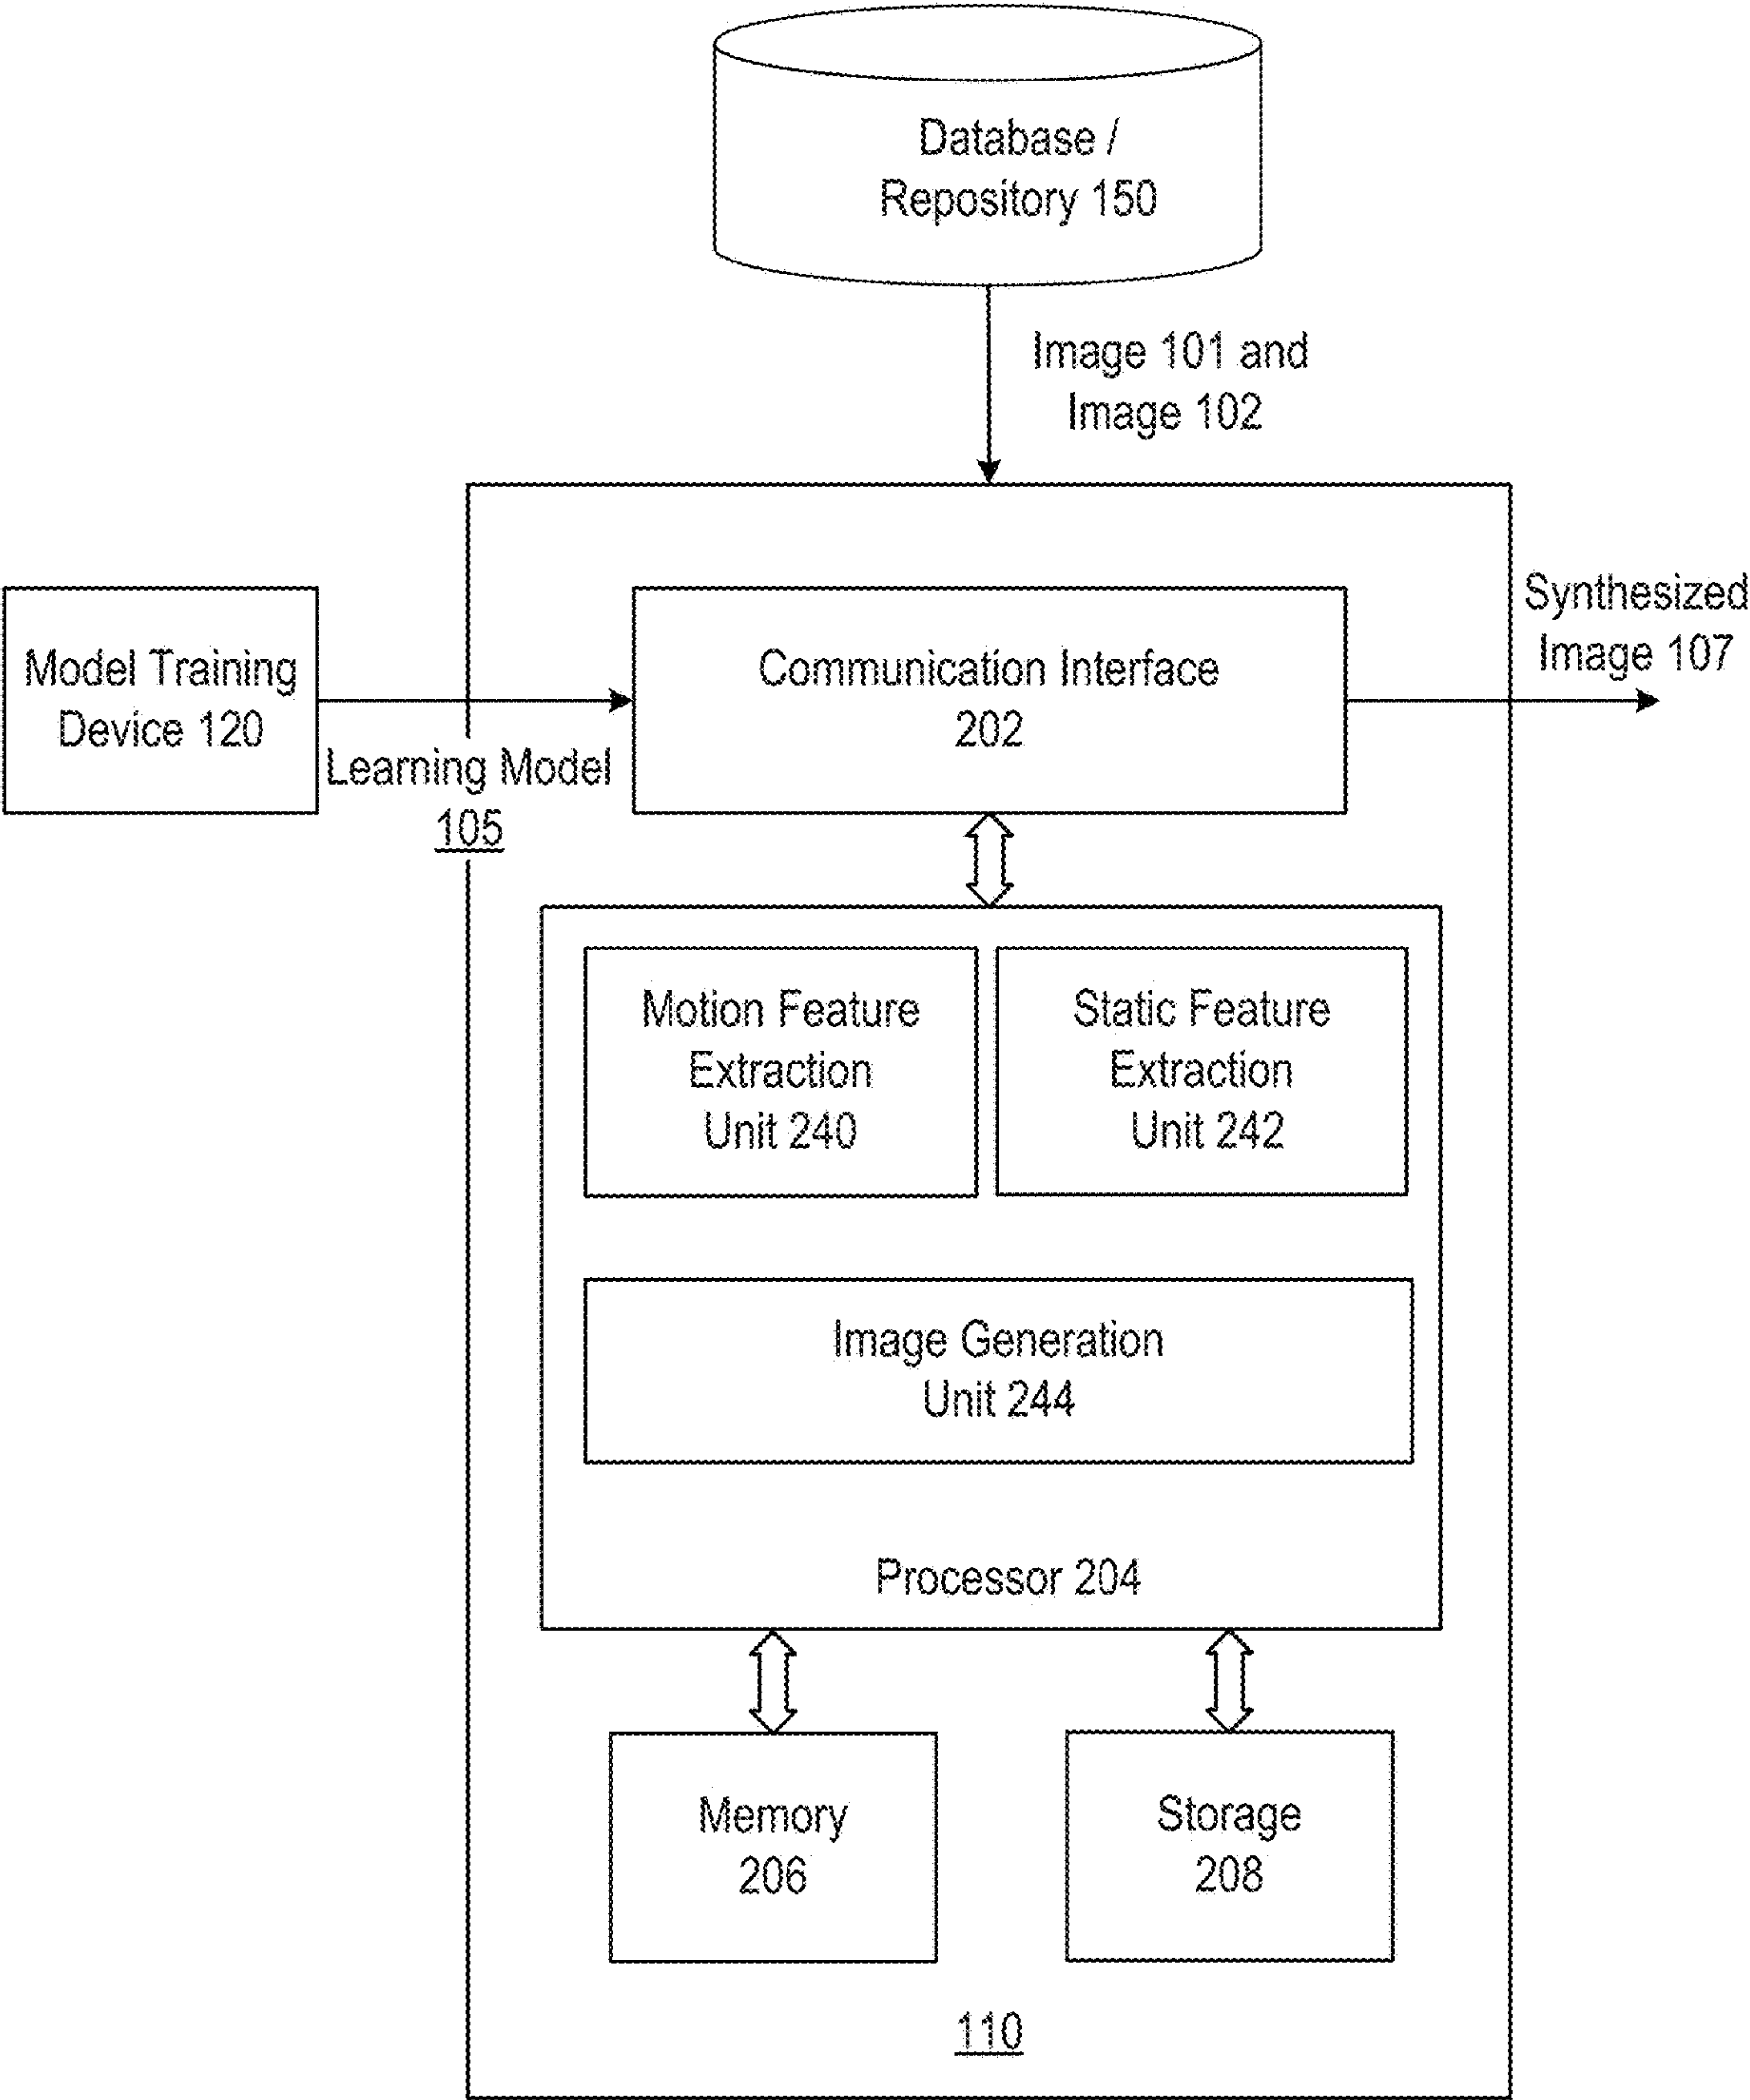 Database /
Repository 150
Image 101 and
Image 102
Synthesized
Image 107
Model Training
Device 120
Communication Interface
202
Learning Model
105
Motion Feature
Extraction
Unit 240
Static Feature
Extraction
Unit 242
Image Generation
Unit 244
Processor 204
Memory
206
Storage
208
110